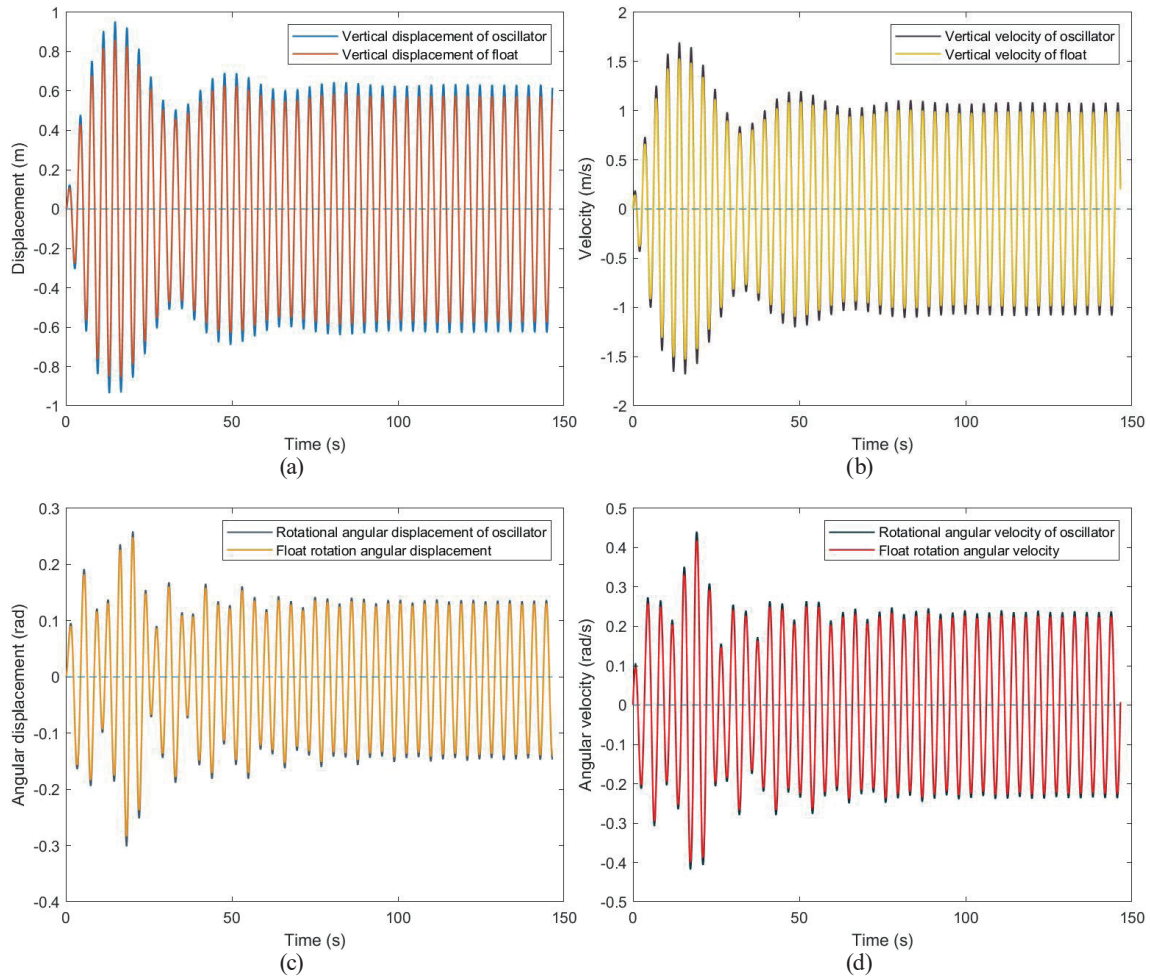 Vertical displacement of oscillator
Vertical displacement of float
Displacement (m)
1
0.8
0.6
0.4
0.2
0
-0.2
-0.4
-0.6
-0.8
-1
0
50
100
150
Time (s)
(a)
Vertical velocity of oscillator
Vertical velocity of float
Velocity (m/s)
2
1.5
1
0.5
0
-0.5
-1
-1.5
-2
0
50
100
150
Time (s)
(b)
Rotational angular displacement of oscillator
Float rotation angular displacement
Angular displacement (rad)
0.3
0.2
0.1
0
-0.1
-0.2
-0.3
-0.4
0
50
100
150
Time (s)
(c)
Rotational angular velocity of oscillator
Float rotation angular velocity
Angular velocity (rad/s)
0.5
0.4
0.3
0.2
0.1
0
-0.1
-0.2
-0.3
-0.4
-0.5
0
50
100
150
Time (s)
(d)